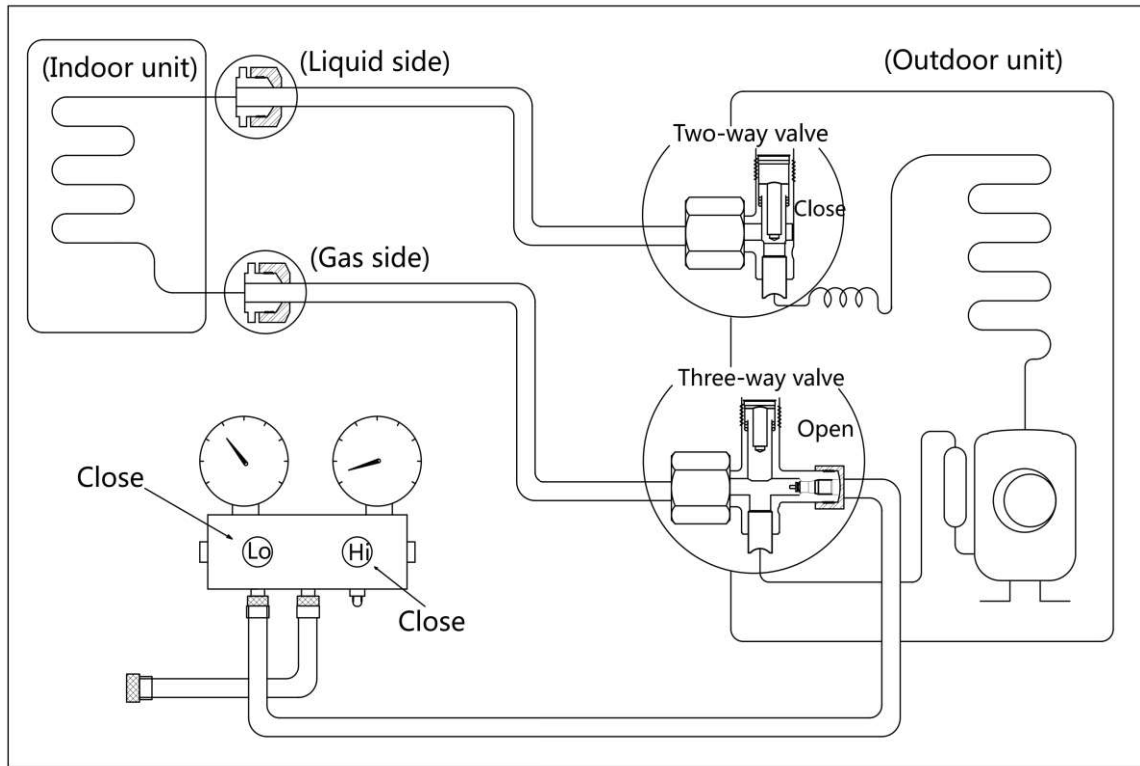 (Indoor unit)
(Liquid side)
(Outdoor unit)
Two-way valve
Close
(Gas side)
Three-way valve
Open
Close
Lo
Hi
Close